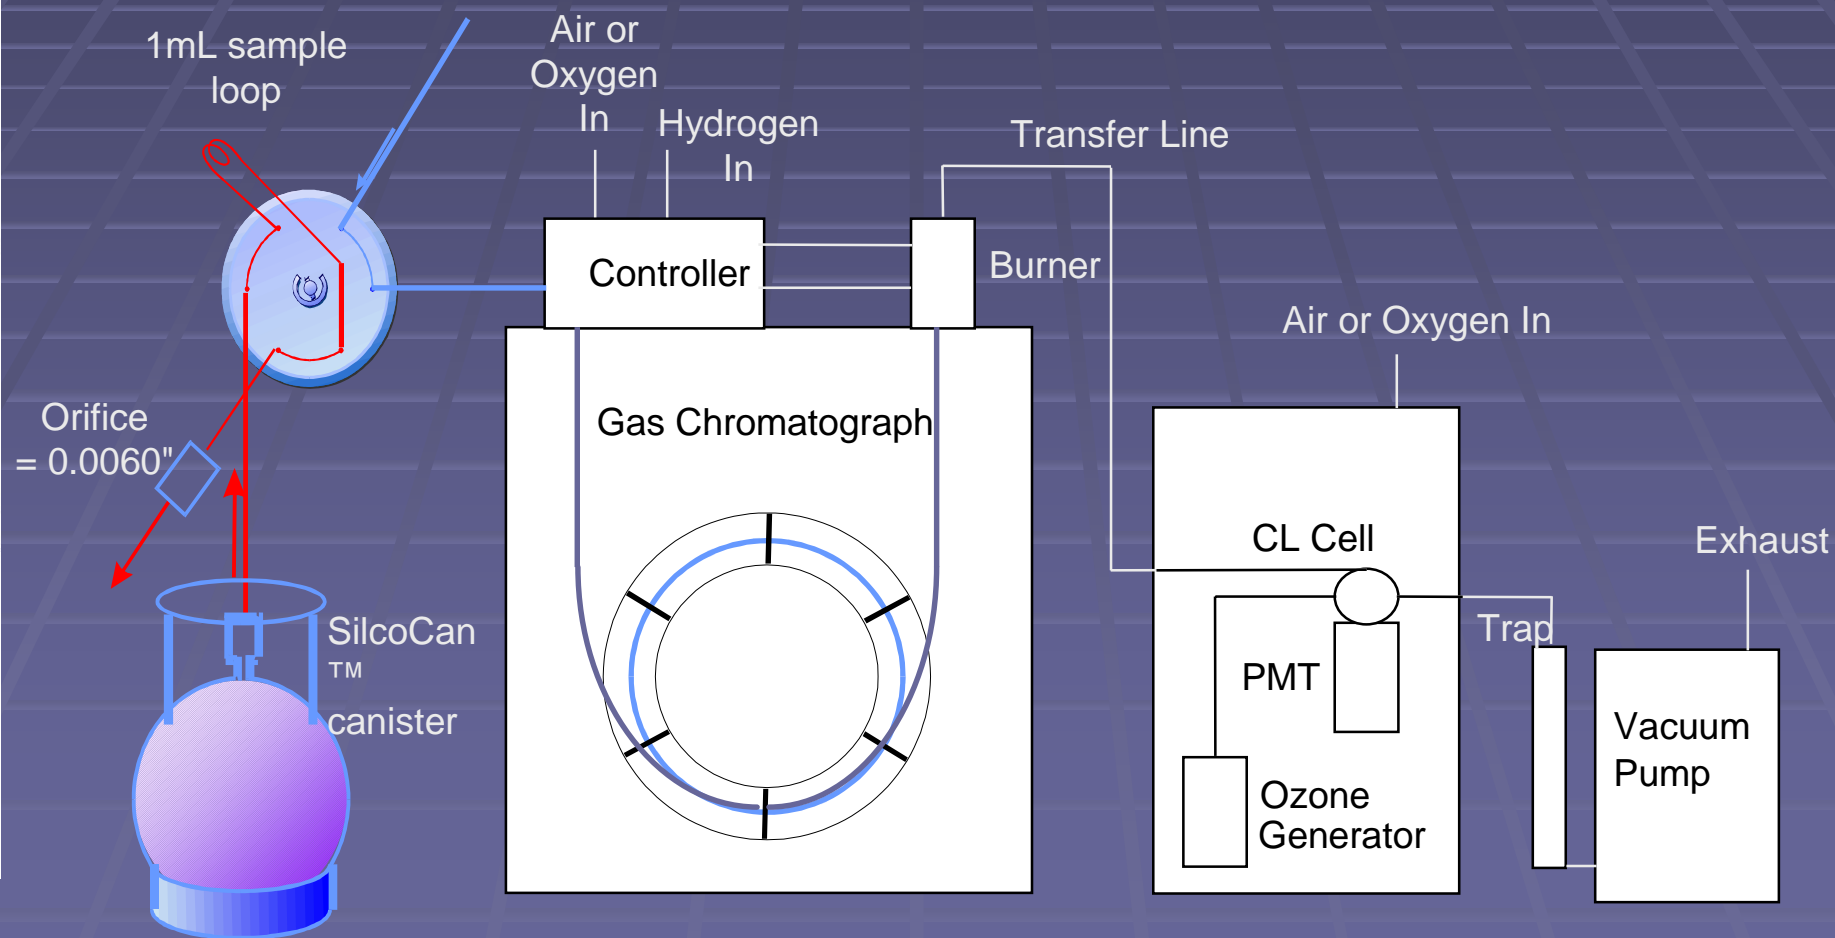 1mL sample
loop
Air or
Oxygen
In
Hydrogen
In
Transfer Line
Controller
Burner
Air or Oxygen In
Orifice
= 0.0060"
Gas Chromatograph
CL Cell
Exhaust
SilcoCan
TM
canister
Trap
PMT
Vacuum
Pump
Ozone
Generator